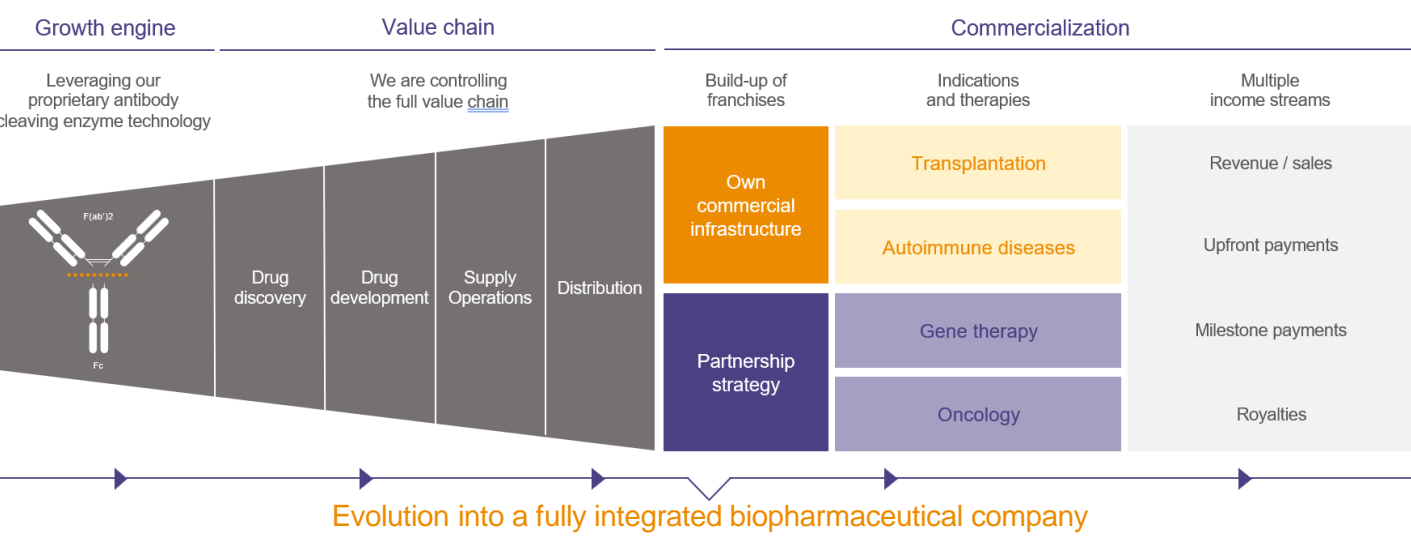 Growth engine
Value chain
Commercialization
Leveraging our
proprietary antibody
cleaving enzyme technology
We are controlling
the full value chain
Build-up of
franchises
Indications
and therapies
Multiple
income streams
F(ab')2
Fc
Drug
discovery
Drug
development
Supply
Operations
Distribution
Own
commercial
infrastructure
Partnership
strategy
Transplantation
Autoimmune diseases
Gene therapy
Oncology
Revenue / sales
Upfront payments
Milestone payments
Royalties
Evolution into a fully integrated biopharmaceutical company